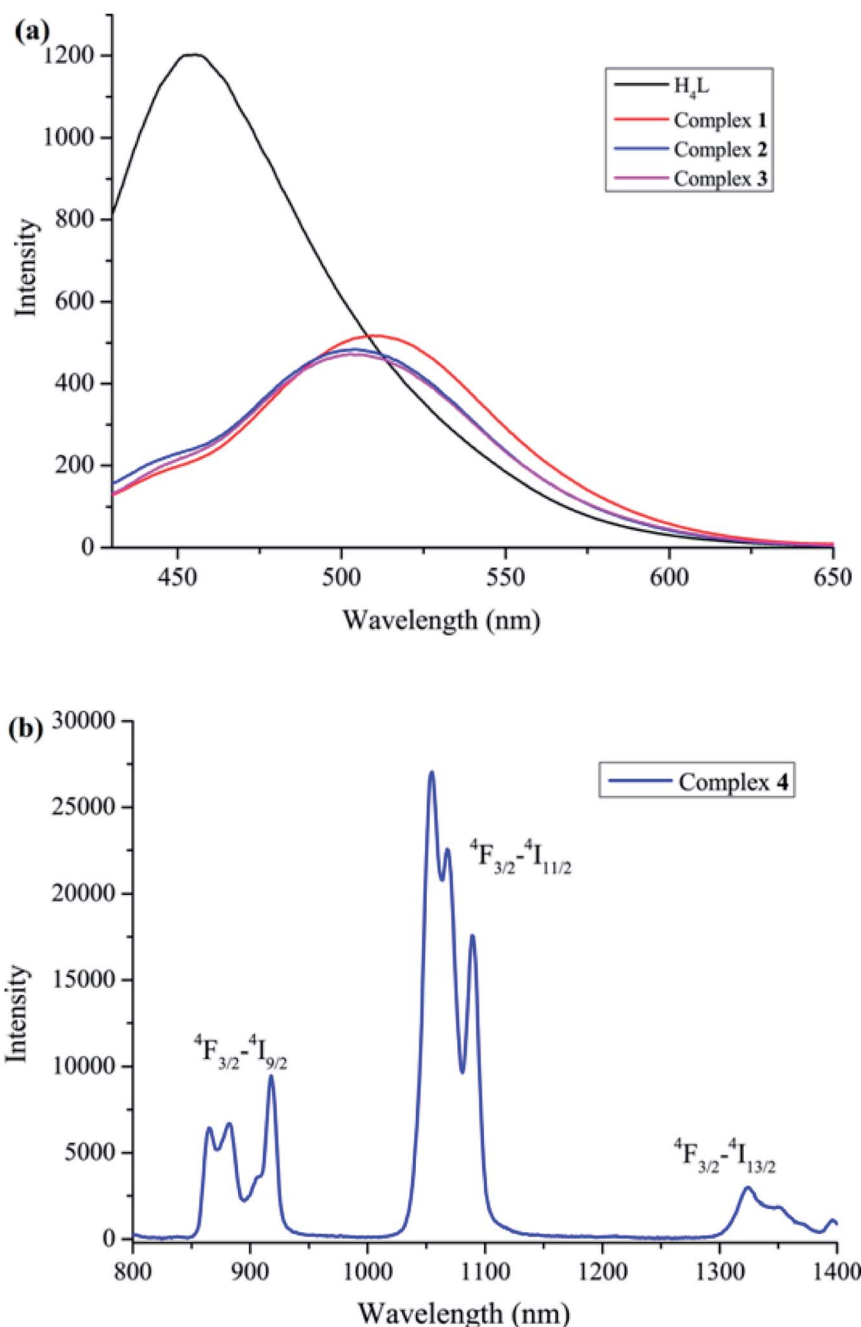 (a)
1200
1000
800
600
400
200
0
Intensity
H₄L
Complex 1
Complex 2
Complex 3
450 500 550 600 650
Wavelength (nm)
(b)
30000
25000
20000
15000
10000
5000
0
Intensity
Complex 4
⁴F₃/₂-⁴I₁₁/₂
⁴F₃/₂-⁴I₉/₂
⁴F₃/₂-⁴I₁₃/₂
800 900 1000 1100 1200 1300 1400
Wavelength (nm)